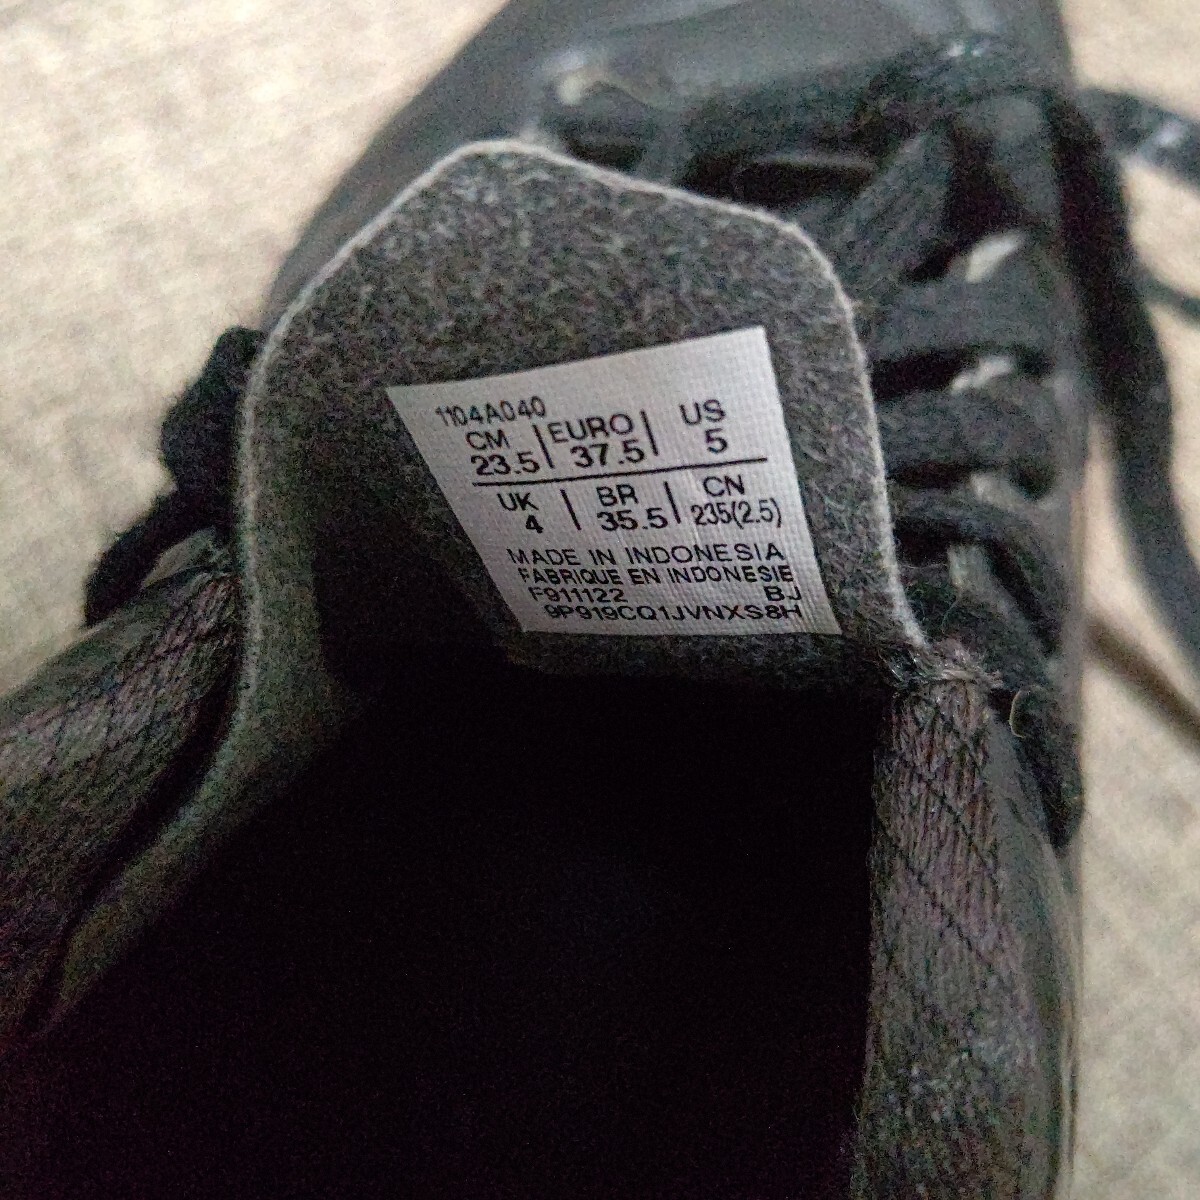 1104A040
CM | EURO | US
23.5 | 37.5 | 5
UK | BR | CN
4 | 35.5 | 235(2.5)
MADE IN INDONESIA
FABRIQUE EN INDONESIE
F911122 BJ
9P919CQ1JVNXS8H